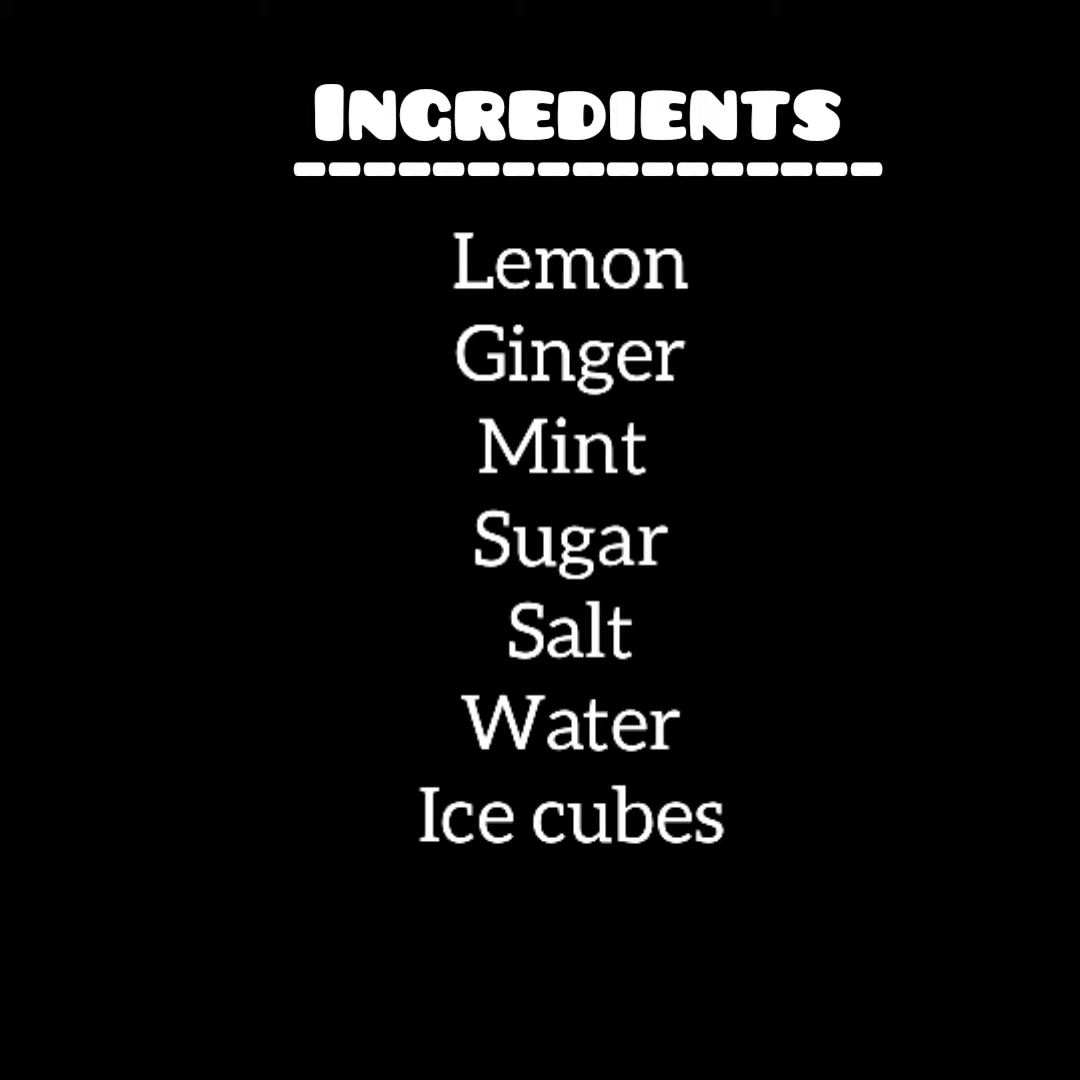 INGREDIENTS
-----------------
Lemon
Ginger
Mint
Sugar
Salt
Water
Ice cubes